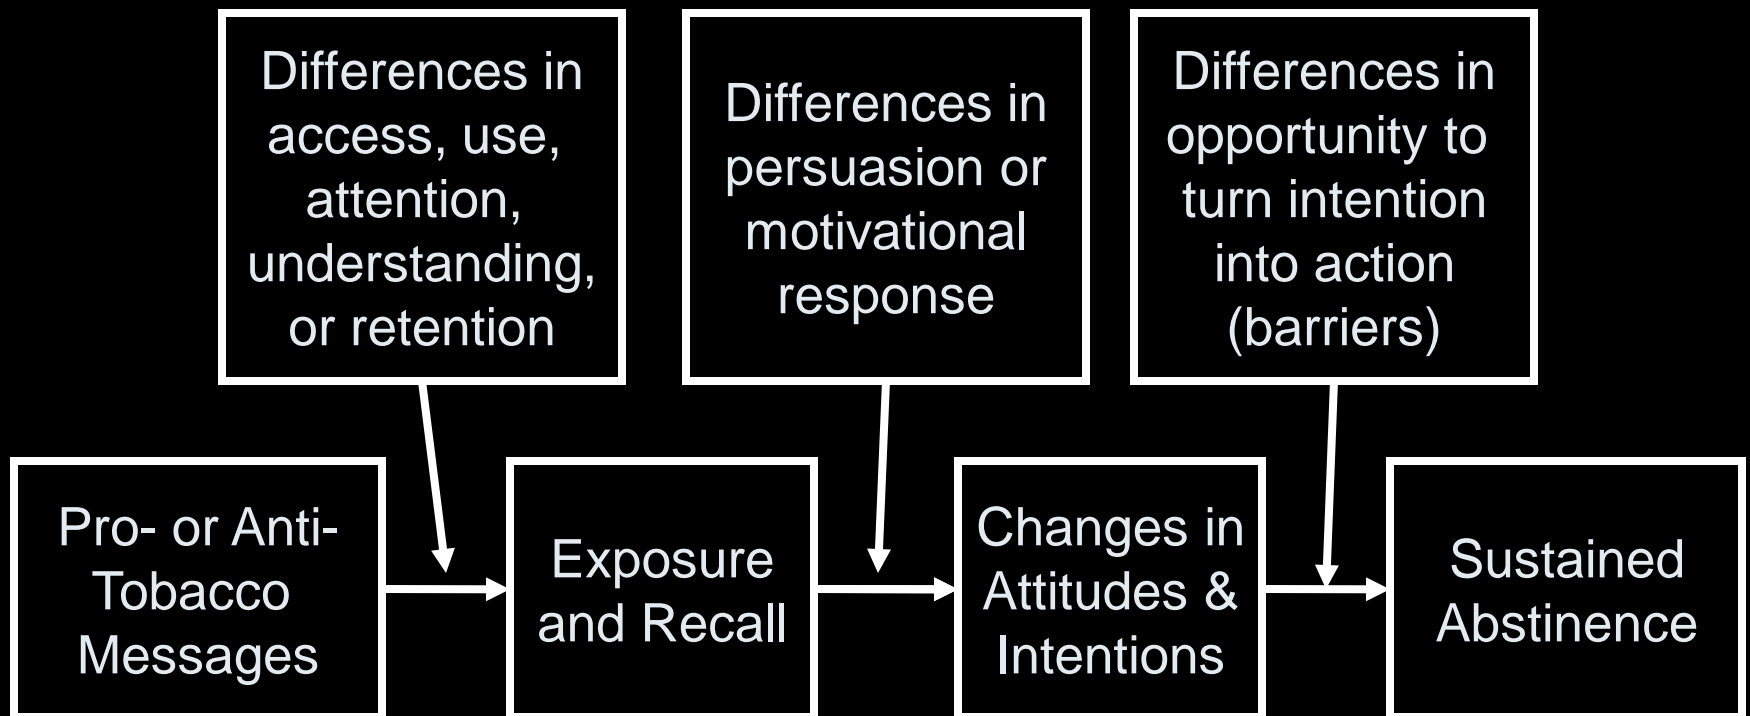 Differences in
access, use,
attention,
understanding,
or retention
Differences in
persuasion or
motivational
response
Differences in
opportunity to
turn intention
into action
(barriers)
Pro- or Anti-
Tobacco
Messages
Exposure
and Recall
Changes in
Attitudes &
Intentions
Sustained
Abstinence